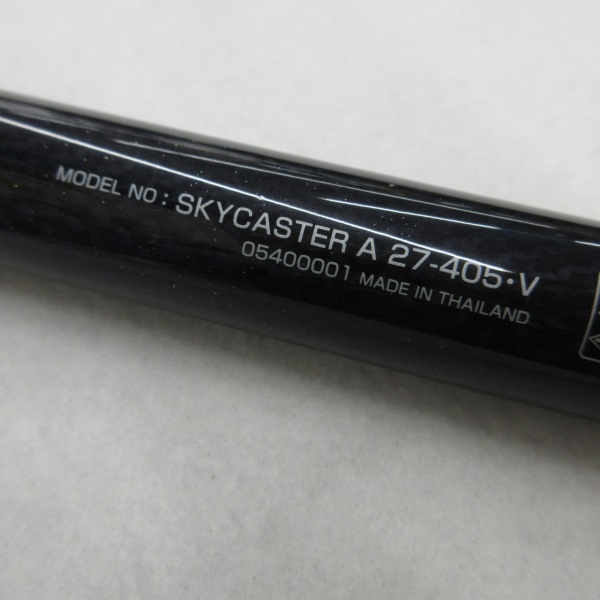 MODEL NO : SKYCASTER A 27-405・V
05400001 MADE IN THAILAND